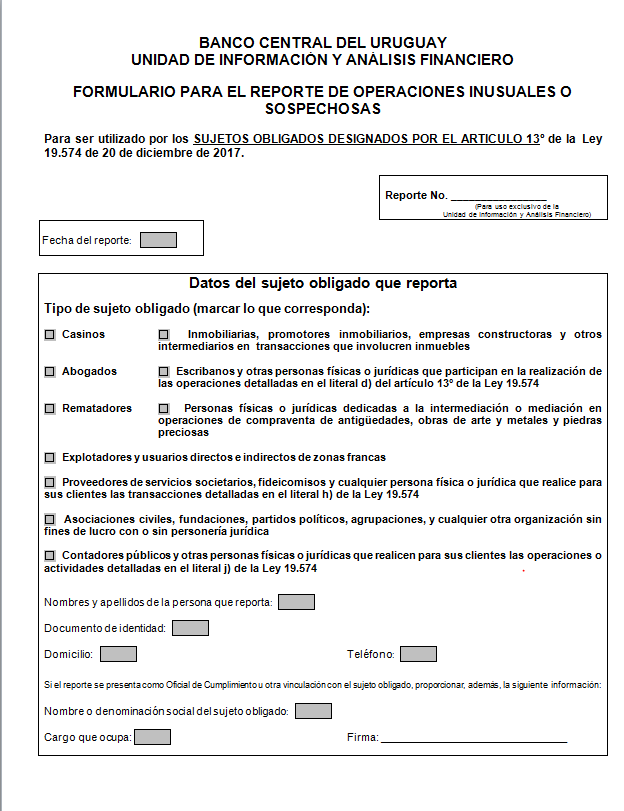 BANCO CENTRAL DEL URUGUAY
UNIDAD DE INFORMACIÓN Y ANÁLISIS FINANCIERO
FORMULARIO PARA EL REPORTE DE OPERACIONES INUSUALES O
SOSPECHOSAS
Para ser utilizado por los SUJETOS OBLIGADOS DESIGNADOS POR EL ARTICULO 13º de la Ley
19.574 de 20 de diciembre de 2017.
Reporte No. ________________
(Para uso exclusivo de la
Unidad de Información y Análisis Financiero)
Fecha del reporte:
Datos del sujeto obligado que reporta
Tipo de sujeto obligado (marcar lo que corresponda):
Casinos
Inmobiliarias, promotores inmobiliarios, empresas constructoras y otros
intermediarios en transacciones que involucren inmuebles
Abogados
Escribanos y otras personas físicas o jurídicas que participan en la realización de
las operaciones detalladas en el literal d) del artículo 13º de la Ley 19.574
Rematadores
Personas físicas o jurídicas dedicadas a la intermediación o mediación en
operaciones de compraventa de antigüedades, obras de arte y metales y piedras
preciosas
Explotadores y usuarios directos e indirectos de zonas francas
Proveedores de servicios societarios, fideicomisos y cualquier persona física o jurídica que realice para
sus clientes las transacciones detalladas en el literal h) de la Ley 19.574
Asociaciones civiles, fundaciones, partidos políticos, agrupaciones, y cualquier otra organización sin
fines de lucro con o sin personería jurídica
Contadores públicos y otras personas físicas o jurídicas que realicen para sus clientes las operaciones o
actividades detalladas en el literal j) de la Ley 19.574
Nombres y apellidos de la persona que reporta:
Documento de identidad:
Domicilio:
Teléfono:
Si el reporte se presenta como Oficial de Cumplimiento u otra vinculación con el sujeto obligado, proporcionar, además, la siguiente información:
Nombre o denominación social del sujeto obligado:
Cargo que ocupa:
Firma: ______________________________